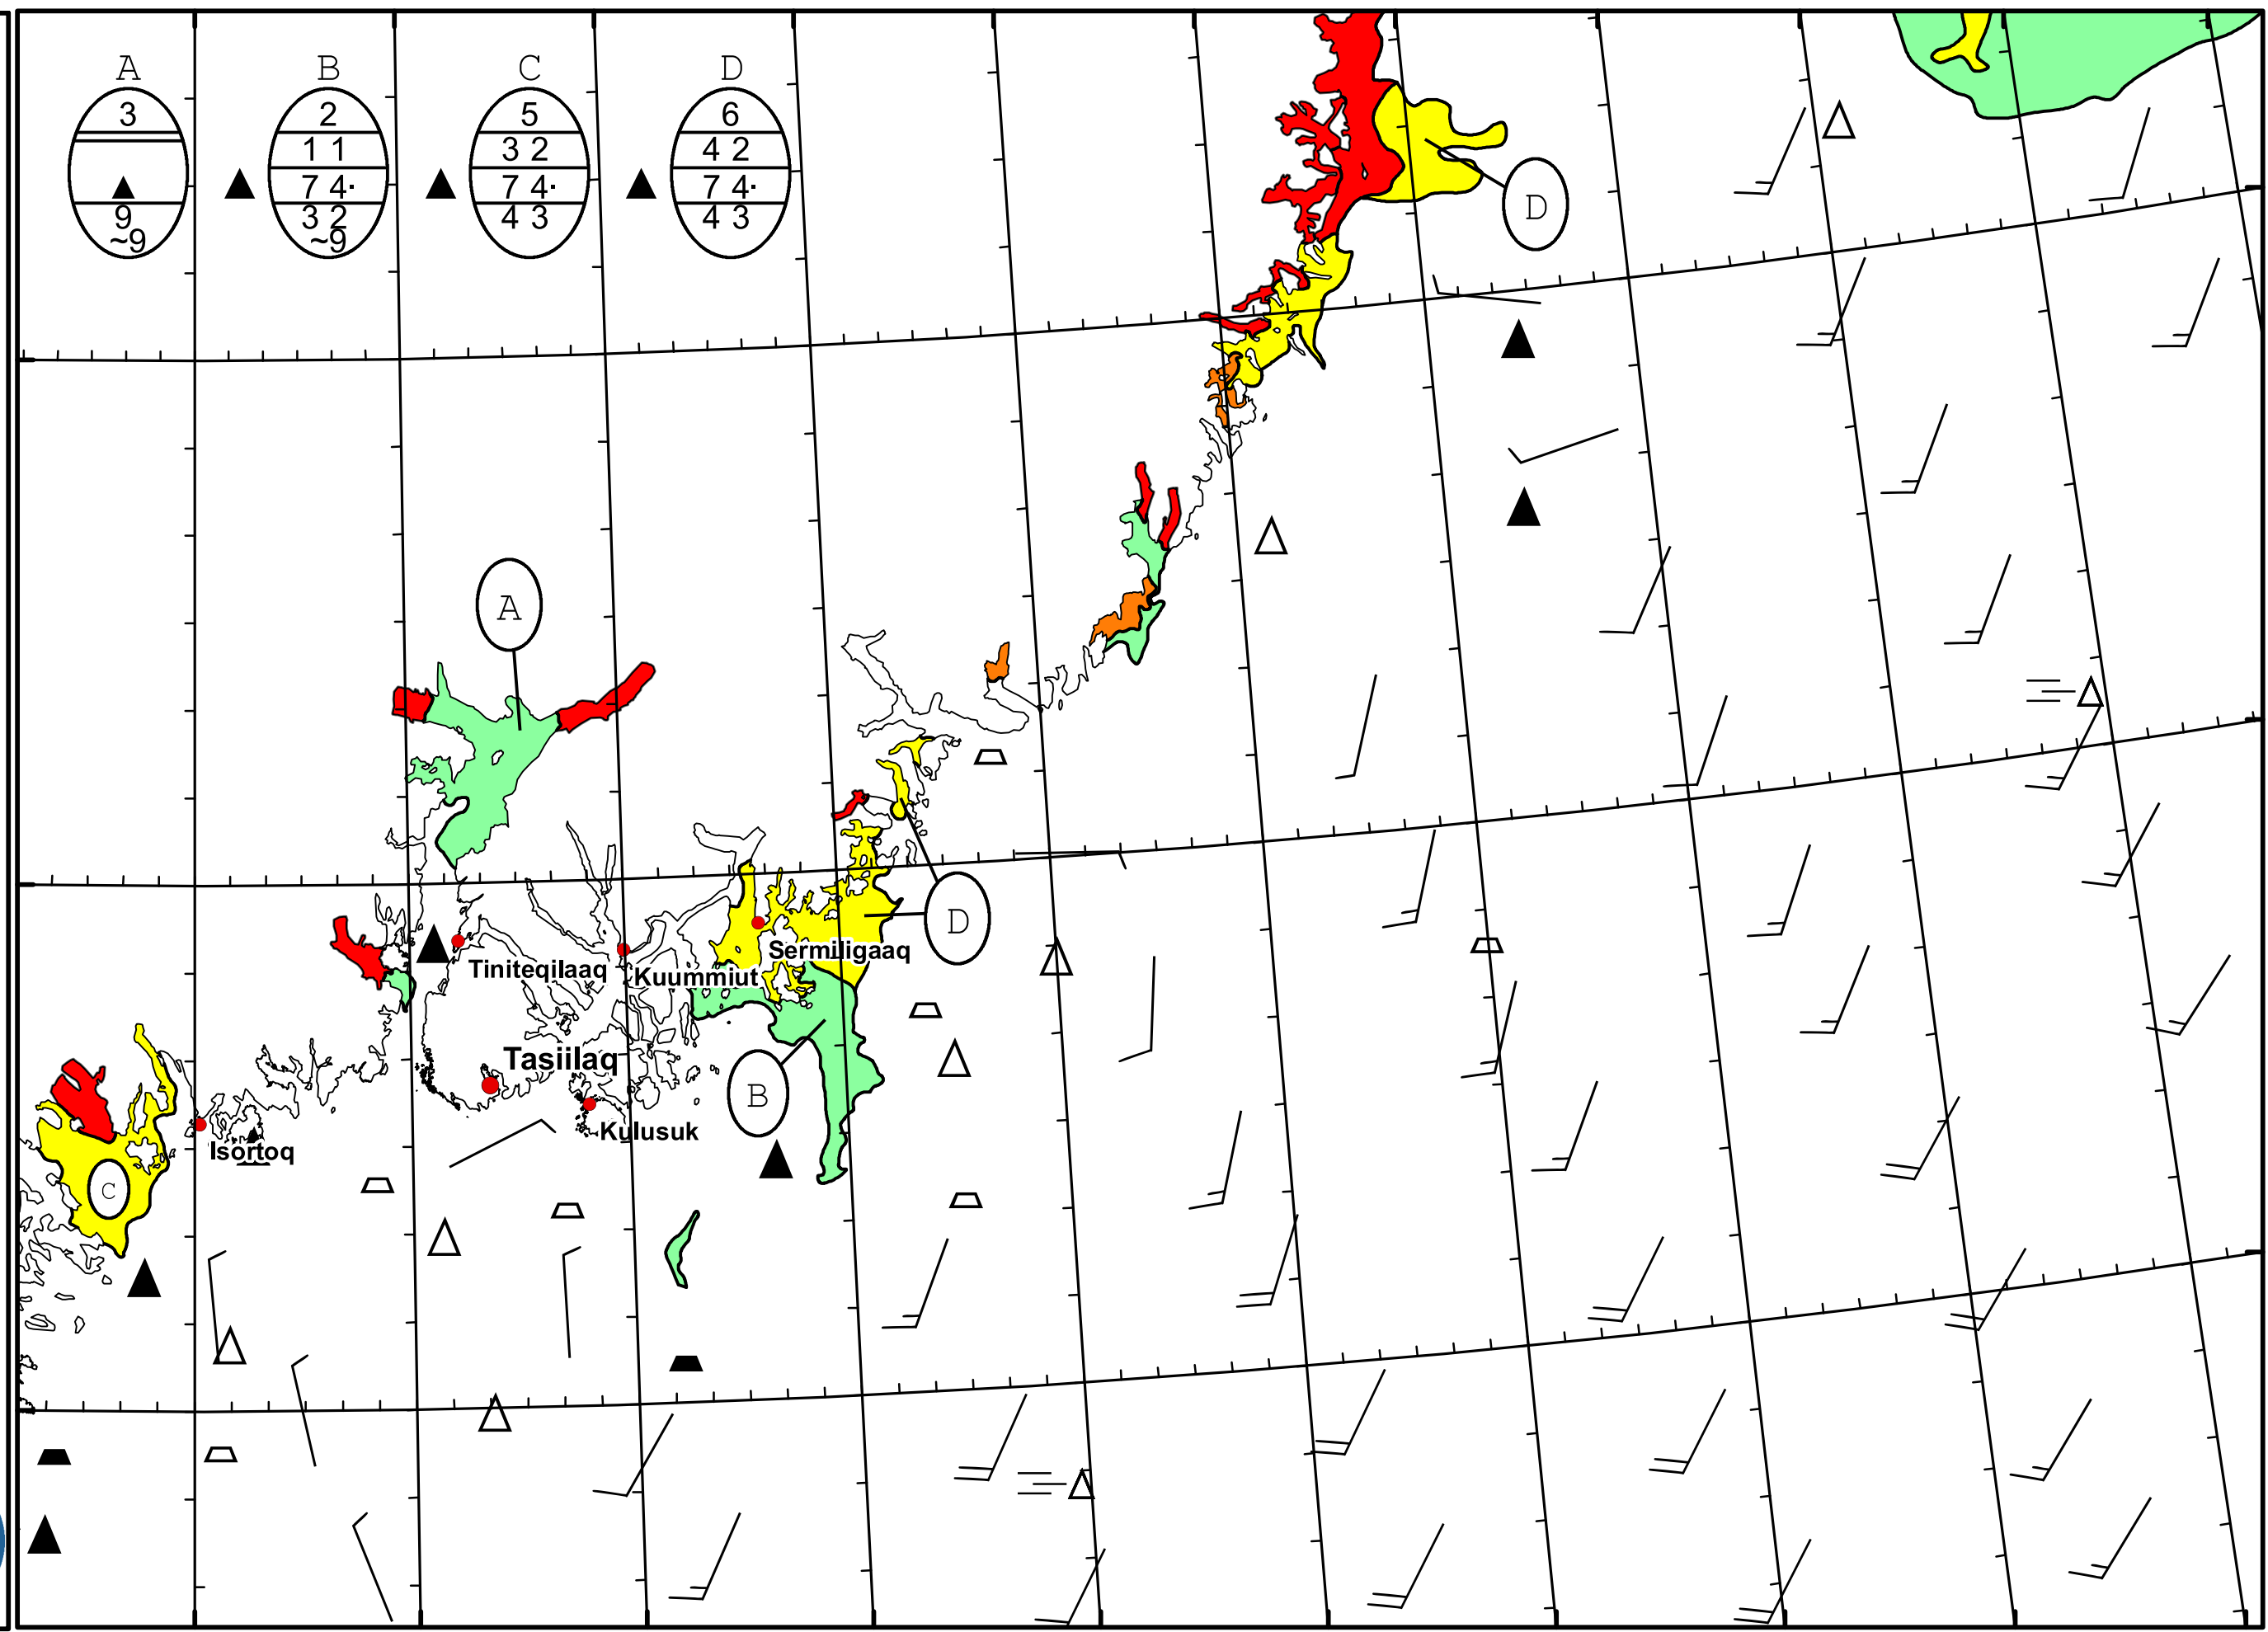 A B C D
3 2 5 6
1 1 3 2 4 2
7 4· 7 4· 7 4·
9 3 2 4 3 4 3
~9 ~9
D
A
Sermiligaaq
D
Tiniteqilaaq
Kuummiut
Tasiilaq
B
Kulusuk
Isortoq
C